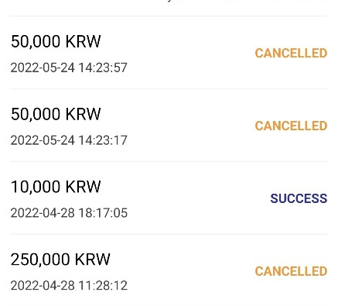 50,000 KRW
CANCELLED
2022-05-24 14:23:57
50,000 KRW
CANCELLED
2022-05-24 14:23:17
10,000 KRW
SUCCESS
2022-04-28 18:17:05
250,000 KRW
CANCELLED
2022-04-28 11:28:12